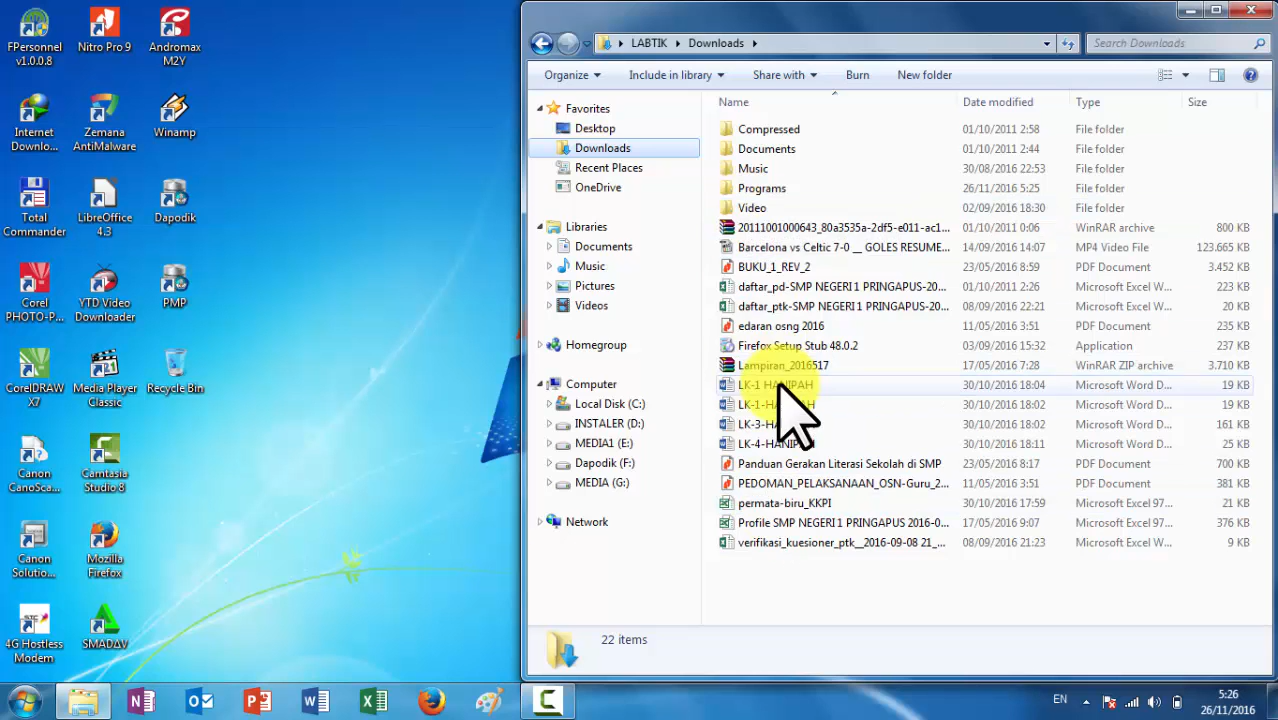 FPersonnel v1.0.0.8
Nitro Pro 9
Andromax M2Y
Internet Downlo...
Zemana AntiMalware
Winamp
Total Commander
LibreOffice 4.3
Dapodik
Corel PHOTO-P...
YTD Video Downloader
PMP
CorelDRAW X7
Media Player Classic
Recycle Bin
Canon CanoSca...
Camtasia Studio 8
Canon Solutio...
Mozilla Firefox
4G Hostless Modem
SMADΔV
LABTIK Downloads
Search Downloads
Organize Include in library Share with Burn New folder
Favorites
Desktop
Downloads
Recent Places
OneDrive
Libraries
Documents
Music
Pictures
Videos
Homegroup
Computer
Local Disk (C:)
INSTALER (D:)
MEDIA1 (E:)
Dapodik (F:)
MEDIA (G:)
Network
Name Date modified Type Size
Compressed 01/10/2011 2:58 File folder
Documents 01/10/2011 2:44 File folder
Music 30/08/2016 22:53 File folder
Programs 26/11/2016 5:25 File folder
Video 02/09/2016 18:30 File folder
20111001000643_80a3535a-2df5-e011-ac1... 01/10/2011 0:06 WinRAR archive 800 KB
Barcelona vs Celtic 7-0 __ GOLES RESUME... 14/09/2016 14:07 MP4 Video File 123.665 KB
BUKU_1_REV_2 23/05/2016 8:59 PDF Document 3.452 KB
daftar_pd-SMP NEGERI 1 PRINGAPUS-20... 01/10/2011 2:26 Microsoft Excel W... 223 KB
daftar_ptk-SMP NEGERI 1 PRINGAPUS-20... 08/09/2016 22:21 Microsoft Excel W... 20 KB
edaran osng 2016 11/05/2016 3:51 PDF Document 235 KB
Firefox Setup Stub 48.0.2 03/09/2016 15:32 Application 235 KB
Lampiran_2016517 17/05/2016 7:28 WinRAR ZIP archive 3.710 KB
LK-1 HANIPAH 30/10/2016 18:04 Microsoft Word D... 19 KB
LK-1-HA 30/10/2016 18:02 Microsoft Word D... 19 KB
LK-3-HA 30/10/2016 18:02 Microsoft Word D... 161 KB
LK-4-HANIP 30/10/2016 18:11 Microsoft Word D... 25 KB
Panduan Gerakan Literasi Sekolah di SMP 23/05/2016 8:17 PDF Document 700 KB
PEDOMAN_PELAKSANAAN_OSN-Guru_2... 11/05/2016 3:51 PDF Document 381 KB
permata-biru_KKPI 30/10/2016 17:59 Microsoft Excel 97... 21 KB
Profile SMP NEGERI 1 PRINGAPUS 2016-0... 17/05/2016 9:07 Microsoft Excel 97... 376 KB
verifikasi_kuesioner_ptk__2016-09-08 21_... 08/09/2016 21:23 Microsoft Excel W... 9 KB
22 items
EN
5:26
26/11/2016